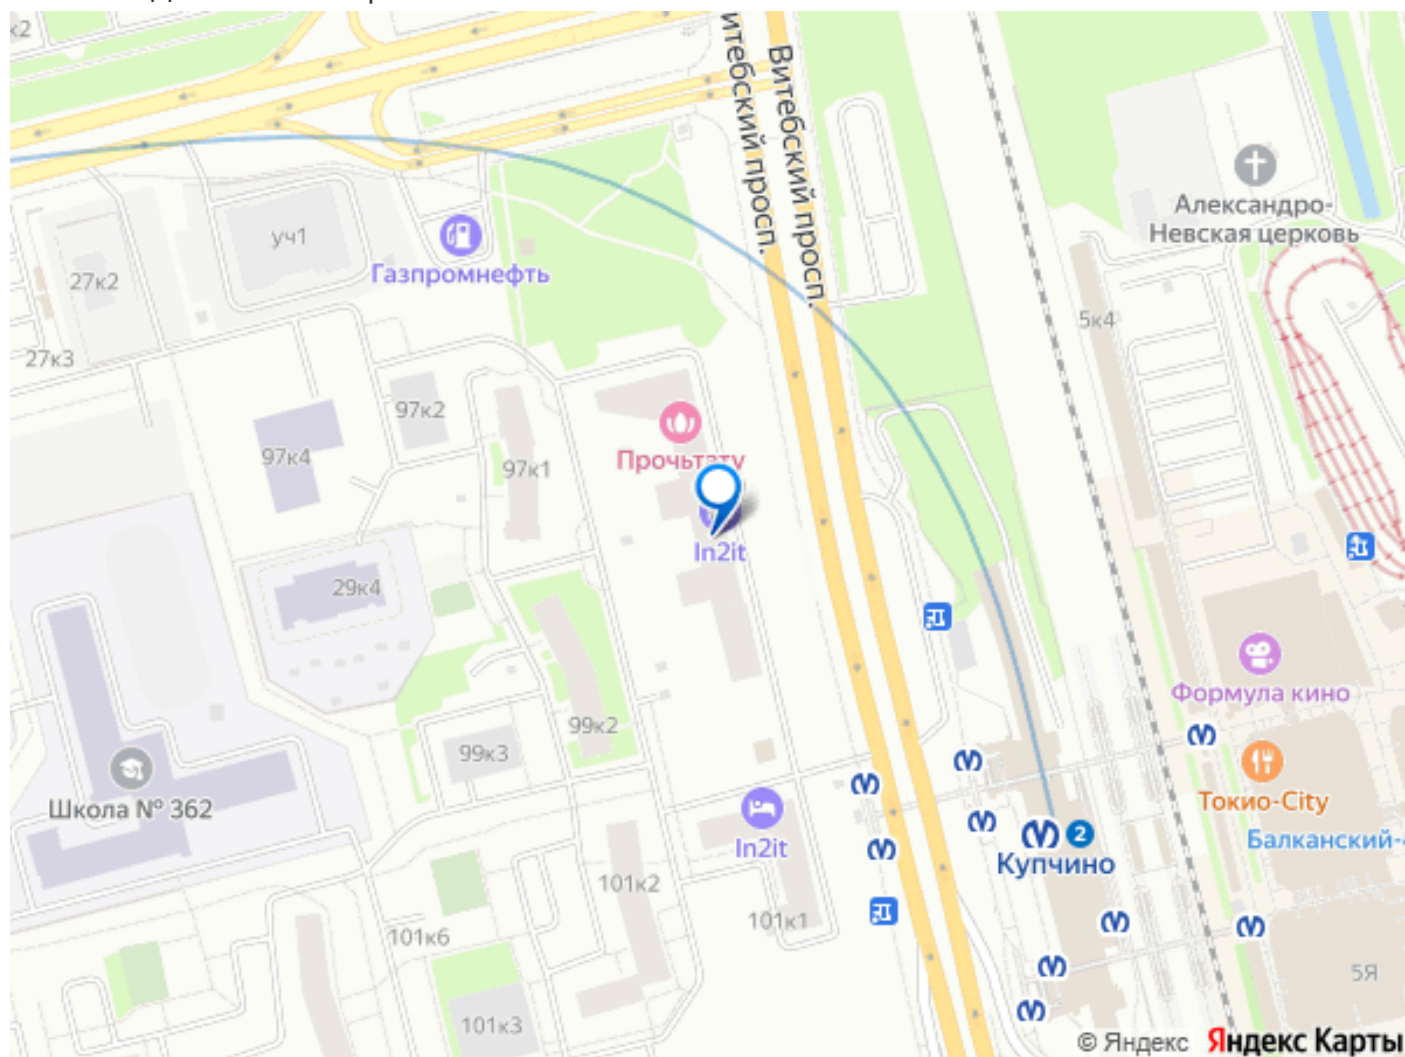 к2
итебский просп.
Витебский просп.
Александро-
Невская церковь
уч1
Газпромнефть
27к2
5к4
27к3
97к2
97к4
97к1
Прочьтату
In2it
29к4
Формула кино
99к2
99к3
Школа № 362
Токио-City
In2it
2
Купчино
Балканский-
101к2
101к1
101к6
5Я
101к3
© Яндекс Яндекс Карты